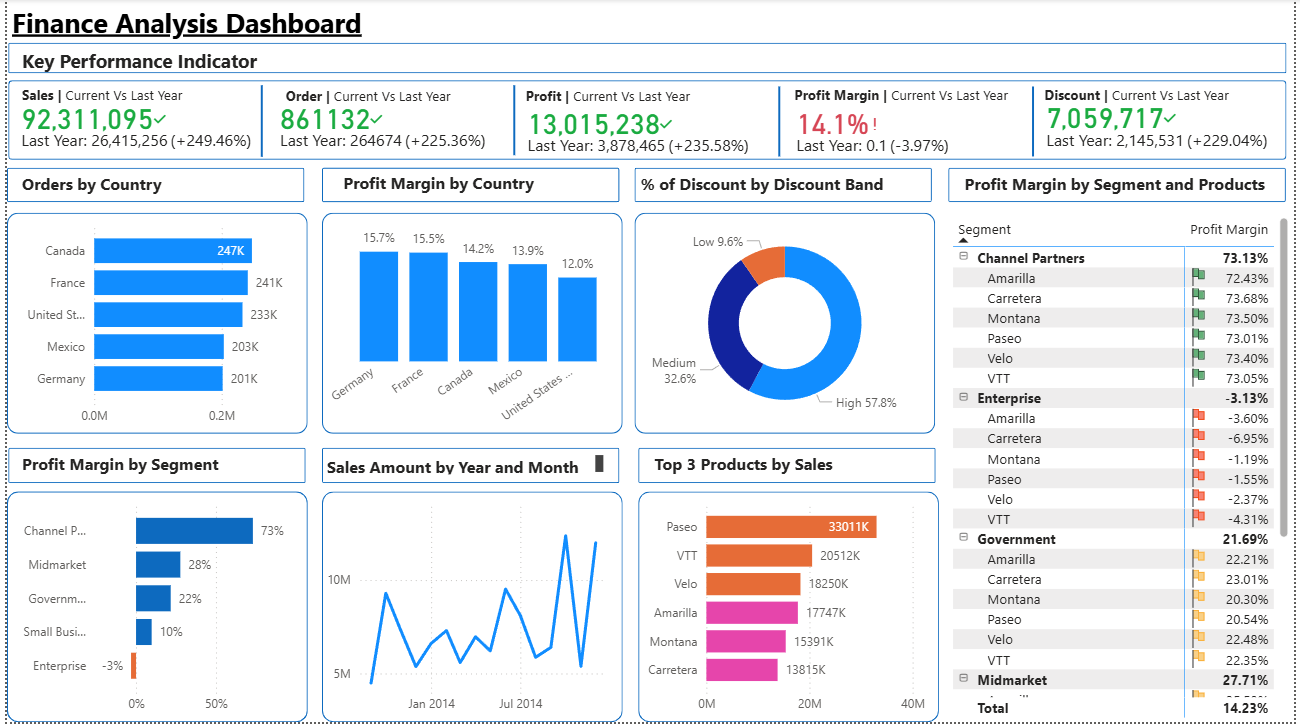 Finance Analysis Dashboard
Key Performance Indicator
Sales | Current Vs Last Year
92,311,095✓
Last Year: 26,415,256 (+249.46%)
Order | Current Vs Last Year
861132✓
Last Year: 264674 (+225.36%)
Profit | Current Vs Last Year
13,015,238✓
Last Year: 3,878,465 (+235.58%)
Profit Margin | Current Vs Last Year
14.1%!
Last Year: 0.1 (-3.97%)
Discount | Current Vs Last Year
7,059,717✓
Last Year: 2,145,531 (+229.04%)
Orders by Country
Canada 247K
France 241K
United St... 233K
Mexico 203K
Germany 201K
0.0M 0.2M
Profit Margin by Country
15.7% 15.5% 14.2% 13.9% 12.0%
Germany France Canada Mexico United States ...
% of Discount by Discount Band
Low 9.6%
Medium
32.6%
High 57.8%
Profit Margin by Segment and Products
Segment Profit Margin
Channel Partners 73.13%
Amarilla 72.43%
Carretera 73.68%
Montana 73.50%
Paseo 73.01%
Velo 73.40%
VTT 73.05%
Enterprise -3.13%
Amarilla -3.60%
Carretera -6.95%
Montana -1.19%
Paseo -1.55%
Velo -2.37%
VTT -4.31%
Government 21.69%
Amarilla 22.21%
Carretera 23.01%
Montana 20.30%
Paseo 20.54%
Velo 22.48%
VTT 22.35%
Midmarket 27.71%
Total 14.23%
Profit Margin by Segment
Channel P... 73%
Midmarket 28%
Governm... 22%
Small Busi... 10%
Enterprise -3%
0% 50%
Sales Amount by Year and Month
10M
5M
Jan 2014 Jul 2014
Top 3 Products by Sales
Paseo 33011K
VTT 20512K
Velo 18250K
Amarilla 17747K
Montana 15391K
Carretera 13815K
0M 20M 40M